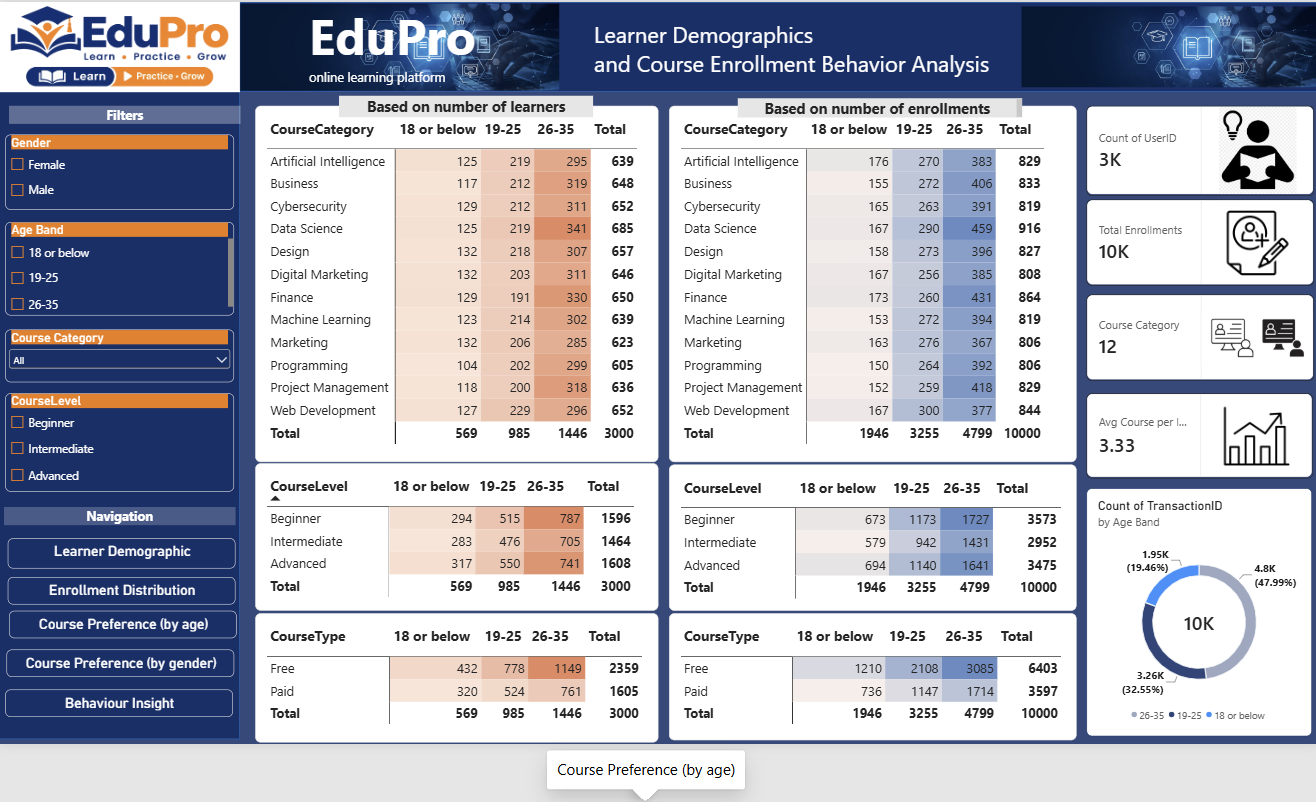 EduPro
Learn • Practice • Grow
Learn Practice • Grow
EduPro
online learning platform
Learner Demographics
and Course Enrollment Behavior Analysis
Filters
Gender
Female
Male
Age Band
18 or below
19-25
26-35
Course Category
All
CourseLevel
Beginner
Intermediate
Advanced
Navigation
Learner Demographic
Enrollment Distribution
Course Preference (by age)
Course Preference (by gender)
Behaviour Insight
Based on number of learners
CourseCategory 18 or below 19-25 26-35 Total
Artificial Intelligence 125 219 295 639
Business 117 212 319 648
Cybersecurity 129 212 311 652
Data Science 125 219 341 685
Design 132 218 307 657
Digital Marketing 132 203 311 646
Finance 129 191 330 650
Machine Learning 123 214 302 639
Marketing 132 206 285 623
Programming 104 202 299 605
Project Management 118 200 318 636
Web Development 127 229 296 652
Total 569 985 1446 3000
CourseLevel 18 or below 19-25 26-35 Total
Beginner 294 515 787 1596
Intermediate 283 476 705 1464
Advanced 317 550 741 1608
Total 569 985 1446 3000
CourseType 18 or below 19-25 26-35 Total
Free 432 778 1149 2359
Paid 320 524 761 1605
Total 569 985 1446 3000
Based on number of enrollments
CourseCategory 18 or below 19-25 26-35 Total
Artificial Intelligence 176 270 383 829
Business 155 272 406 833
Cybersecurity 165 263 391 819
Data Science 167 290 459 916
Design 158 273 396 827
Digital Marketing 167 256 385 808
Finance 173 260 431 864
Machine Learning 153 272 394 819
Marketing 163 276 367 806
Programming 150 264 392 806
Project Management 152 259 418 829
Web Development 167 300 377 844
Total 1946 3255 4799 10000
CourseLevel 18 or below 19-25 26-35 Total
Beginner 673 1173 1727 3573
Intermediate 579 942 1431 2952
Advanced 694 1140 1641 3475
Total 1946 3255 4799 10000
CourseType 18 or below 19-25 26-35 Total
Free 1210 2108 3085 6403
Paid 736 1147 1714 3597
Total 1946 3255 4799 10000
Count of UserID
3K
Total Enrollments
10K
Course Category
12
Avg Course per l...
3.33
Count of TransactionID
by Age Band
1.95K
(19.46%)
4.8K
(47.99%)
10K
3.26K
(32.55%)
26-35 19-25 18 or below
Course Preference (by age)